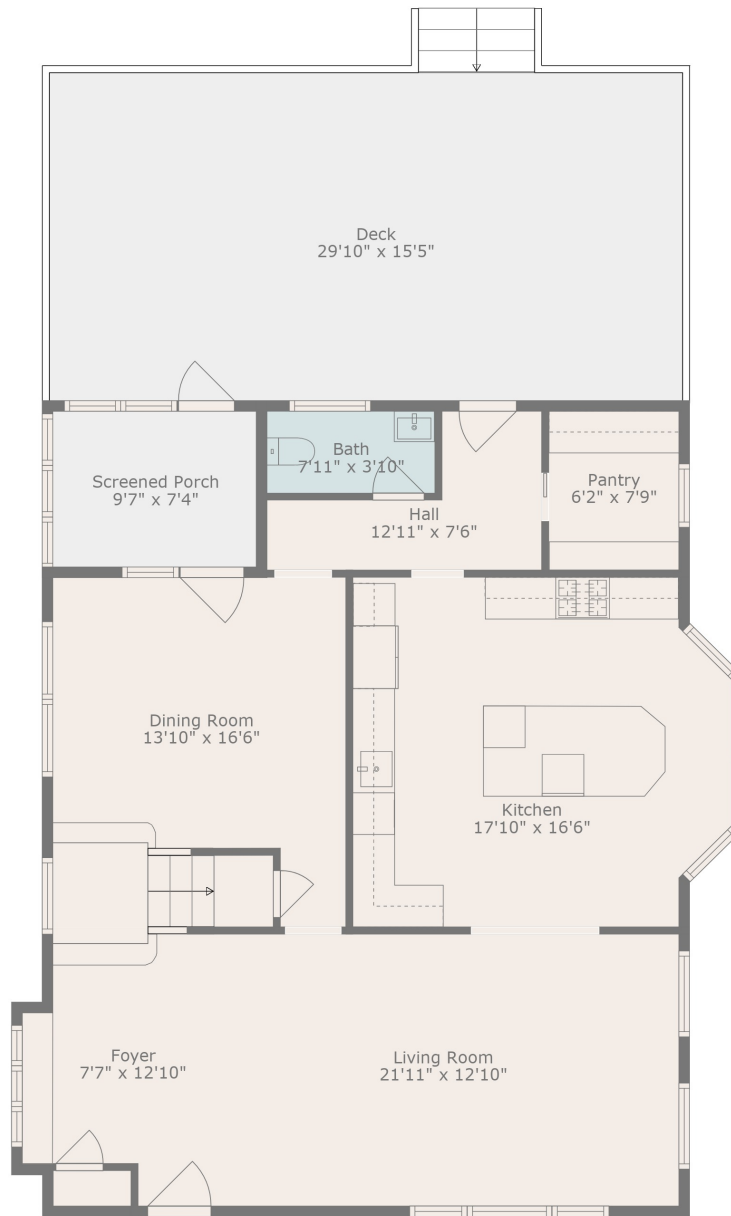 Deck
29'10" x 15'5"
Screened Porch
9'7" x 7'4"
Bath
7'11" x 3'10"
Pantry
6'2" x 7'9"
Hall
12'11" x 7'6"
Dining Room
13'10" x 16'6"
Kitchen
17'10" x 16'6"
Foyer
7'7" x 12'10"
Living Room
21'11" x 12'10"